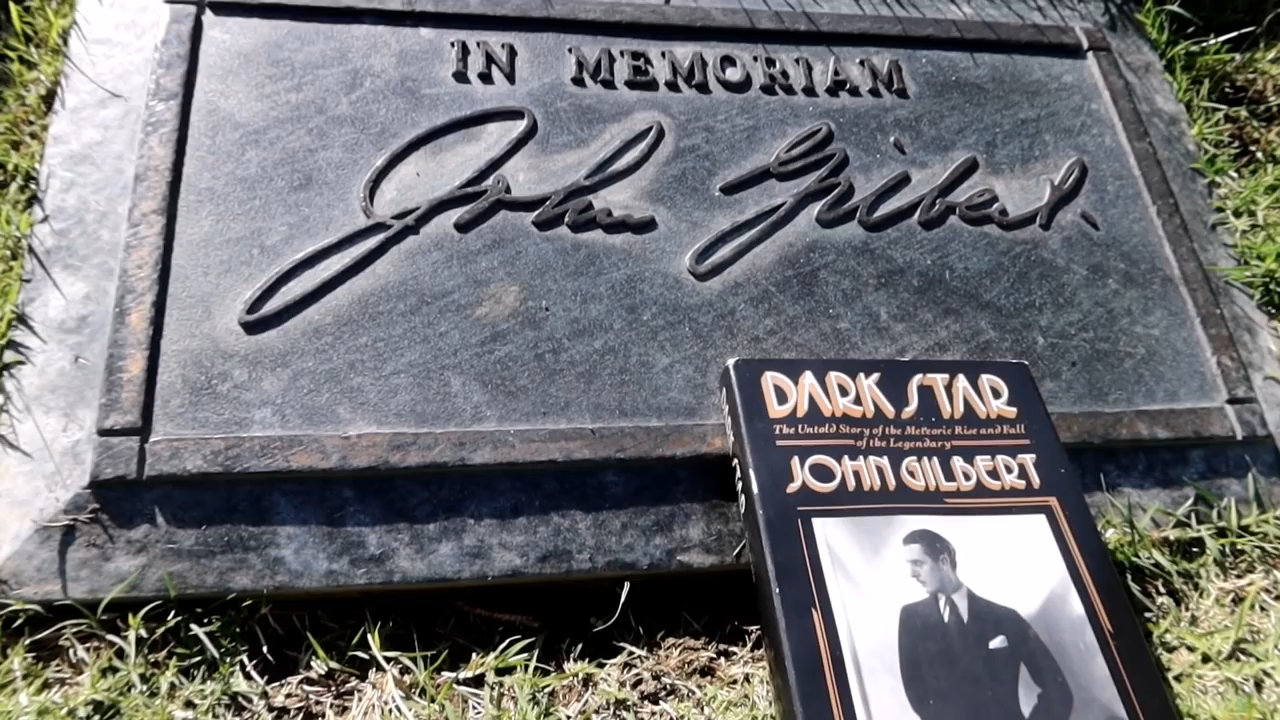 IN MEMORIAM
John Gilbert.
DARK STAR
The Untold Story of the Meteoric Rise and Fall
of the Legendary
JOHN GILBERT